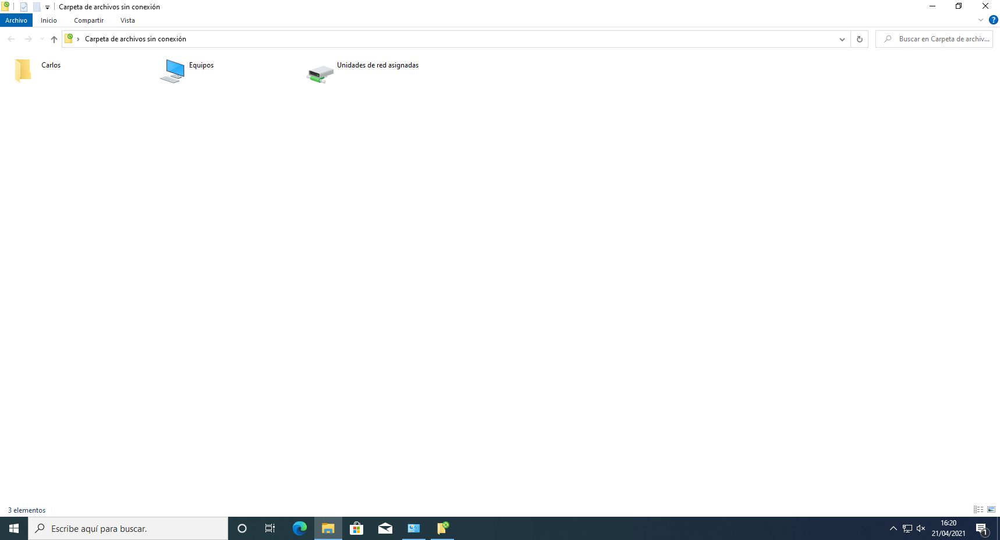 Carpeta de archivos sin conexión
Archivo Inicio Compartir Vista
?
Carpeta de archivos sin conexión
Buscar en Carpeta de archiv...
Carlos
Equipos
Unidades de red asignadas
3 elementos
Escribe aquí para buscar.
16:20
21/04/2021
1